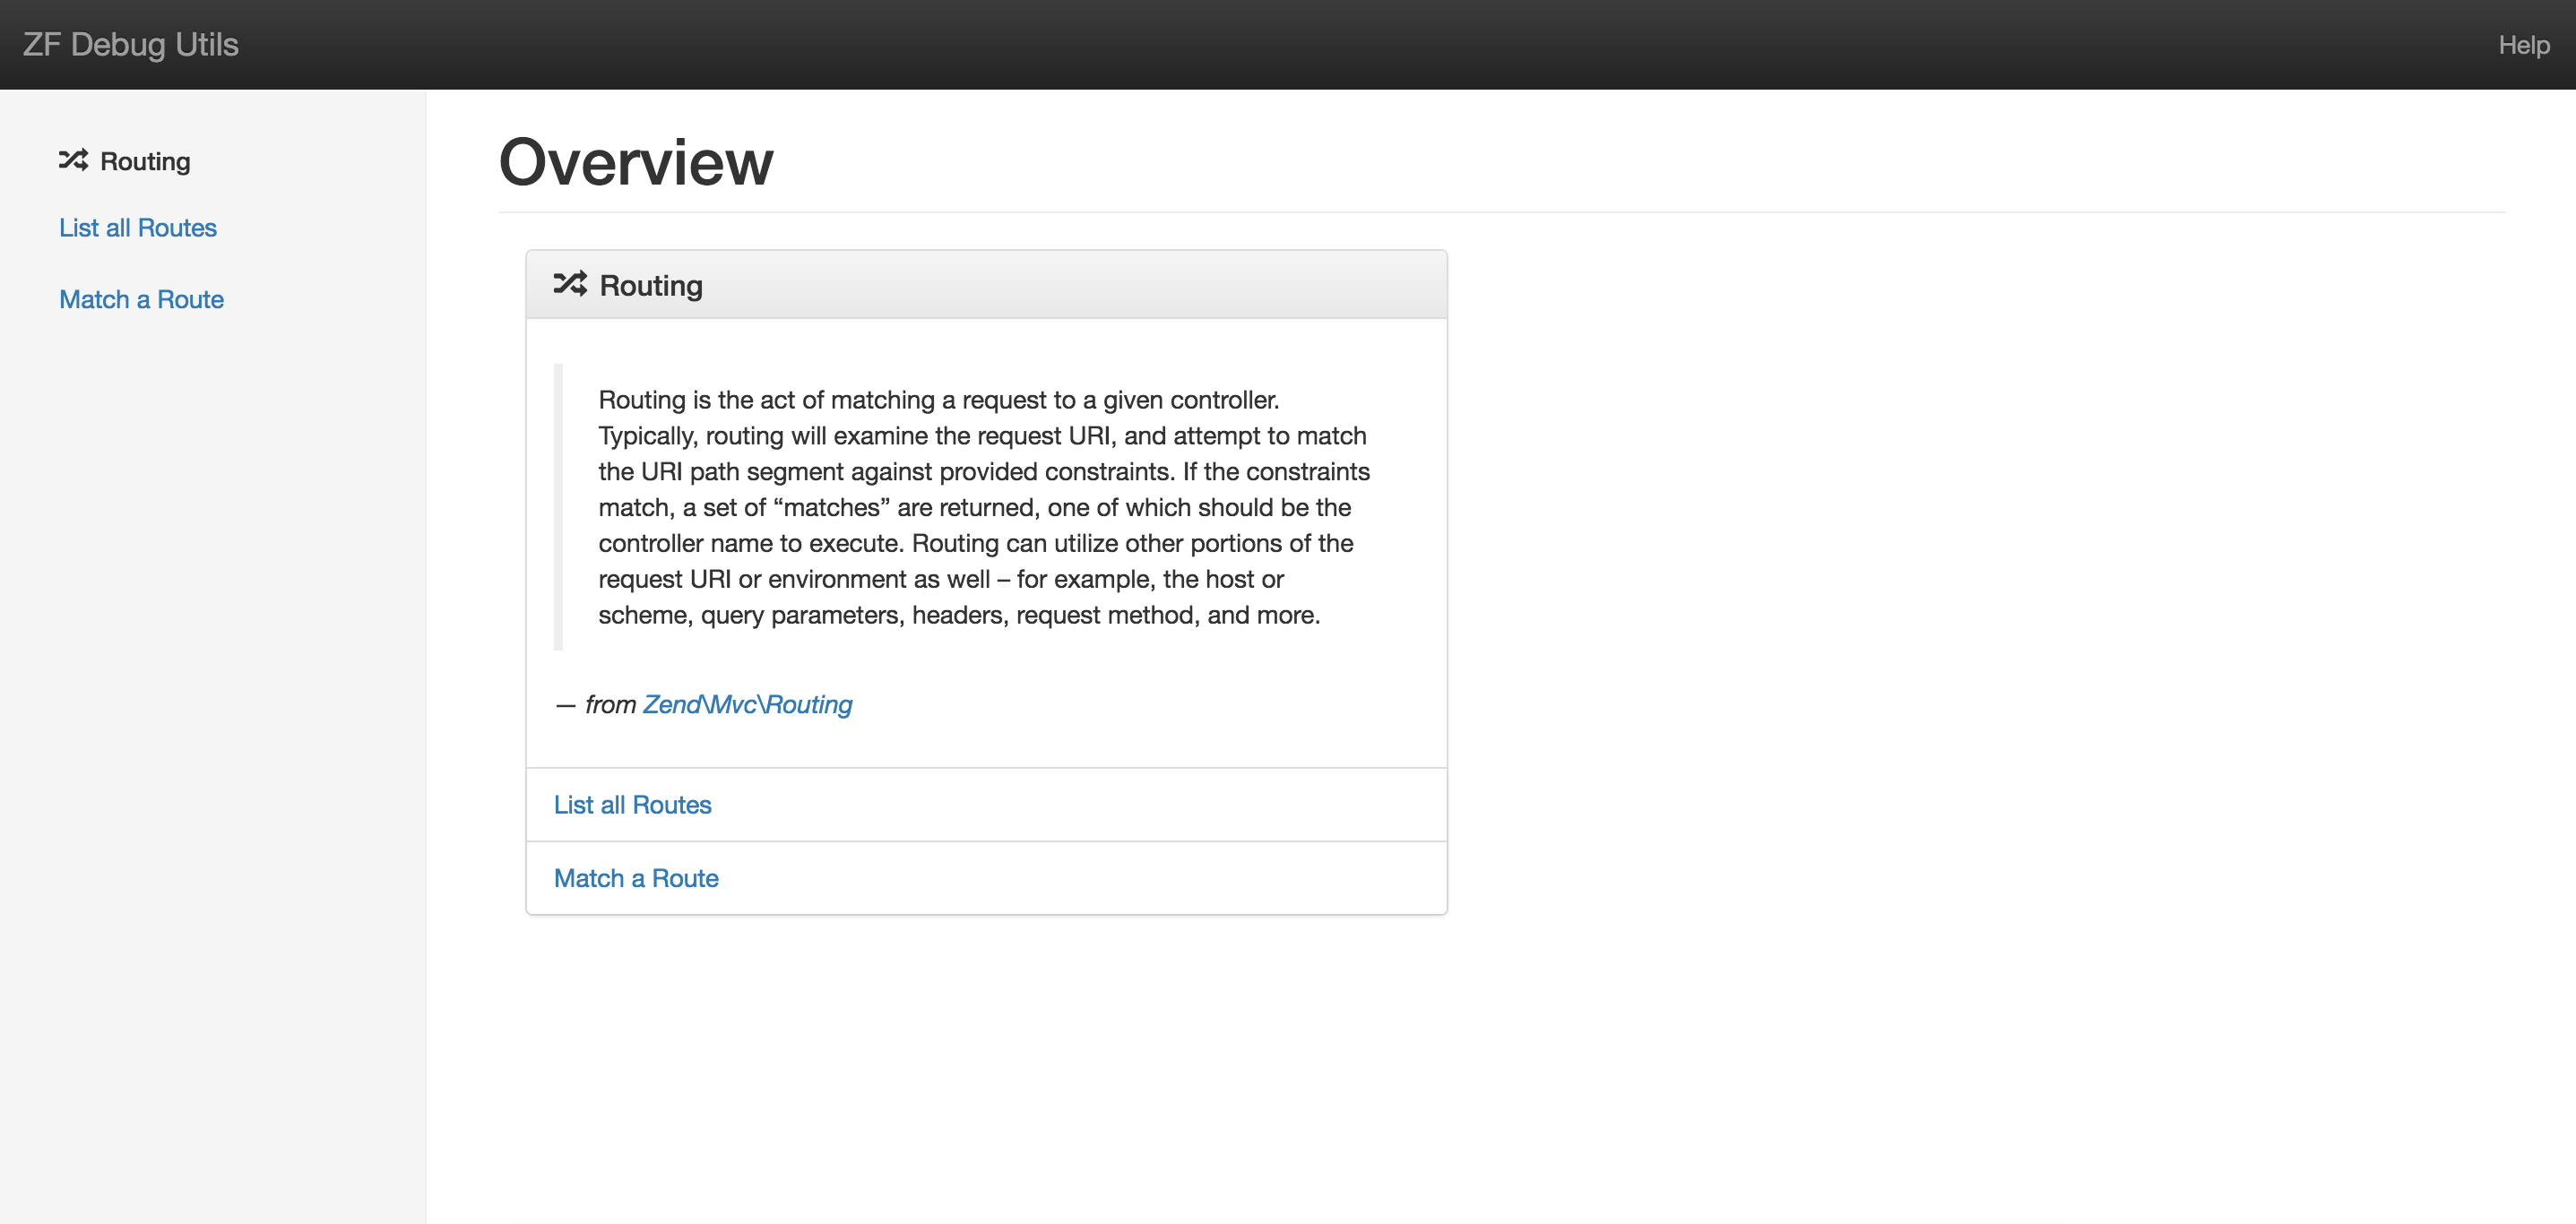 ZF Debug Utils
Help
Routing
List all Routes
Match a Route
Overview
Routing
Routing is the act of matching a request to a given controller.
Typically, routing will examine the request URI, and attempt to match
the URI path segment against provided constraints. If the constraints
match, a set of “matches” are returned, one of which should be the
controller name to execute. Routing can utilize other portions of the
request URI or environment as well – for example, the host or
scheme, query parameters, headers, request method, and more.
— from Zend\Mvc\Routing
List all Routes
Match a Route